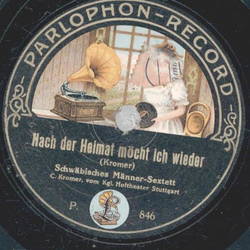 PARLOPHON-RECORD
Nach der Heimat möcht ich wieder
(Kromer)
Schwäbisches Männer-Sextett
C. Kromer, vom Kgl. Hoftheater Stuttgart
P. 846